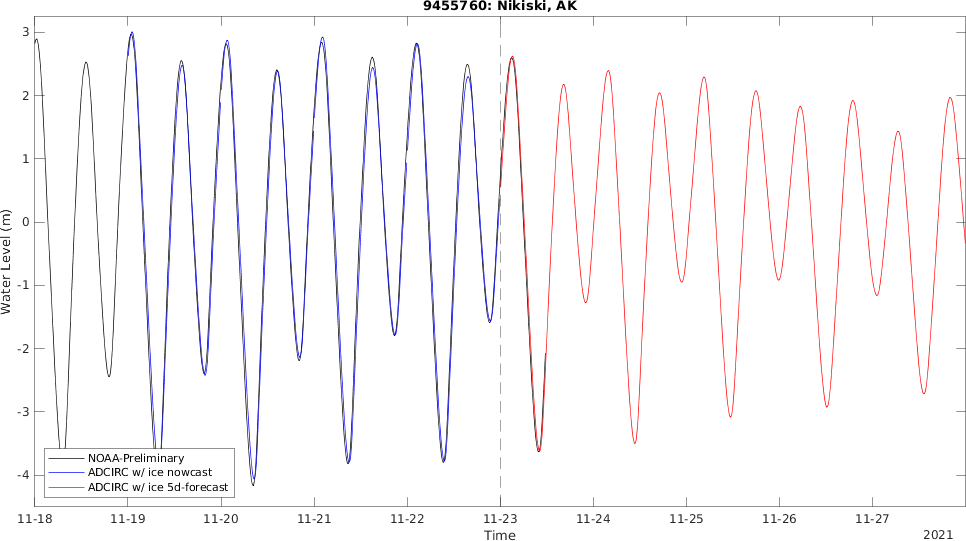 9455760: Nikiski, AK
3
2
1
0
-1
-2
-3
-4
Water Level (m)
NOAA-Preliminary
ADCIRC w/ ice nowcast
ADCIRC w/ ice 5d-forecast
11-18 11-19 11-20 11-21 11-22 11-23 11-24 11-25 11-26 11-27
Time
2021